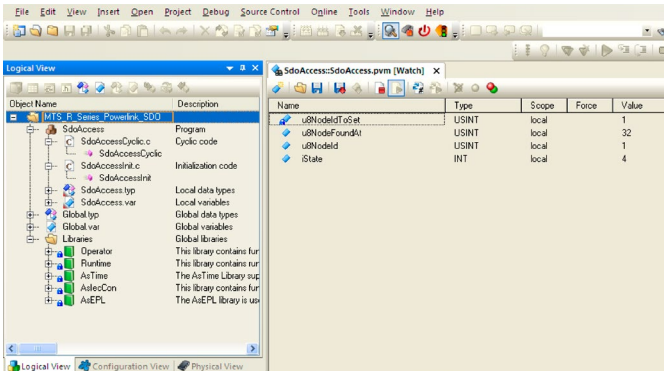 File Edit View Insert Open Project Debug Source Control Online Tools Window Help
Logical View
SdoAccess::SdoAccess.pvm [Watch] X
Object Name Description
MTS_R_Series_Powerlink_SDO
SdoAccess Program
SdoAccessCyclic.c Cyclic code
SdoAccessCyclic
SdoAccessInit.c Initialization code
SdoAccessInit
SdoAccess.typ Local data types
SdoAccess.var Local variables
Global.typ Global data types
Global.var Global variables
Libraries Global libraries
Operator This library contains fur
Runtime This library contains rur
AsTime The AsTime Library sup
AsIecCon This library contains fur
AsEPL The AsEPL library is use
Name Type Scope Force Value
u8NodeIdToSet USINT local 1
u8NodeFoundAt USINT local 32
u8NodeId USINT local 1
iState INT local 4
Logical View Configuration View Physical View